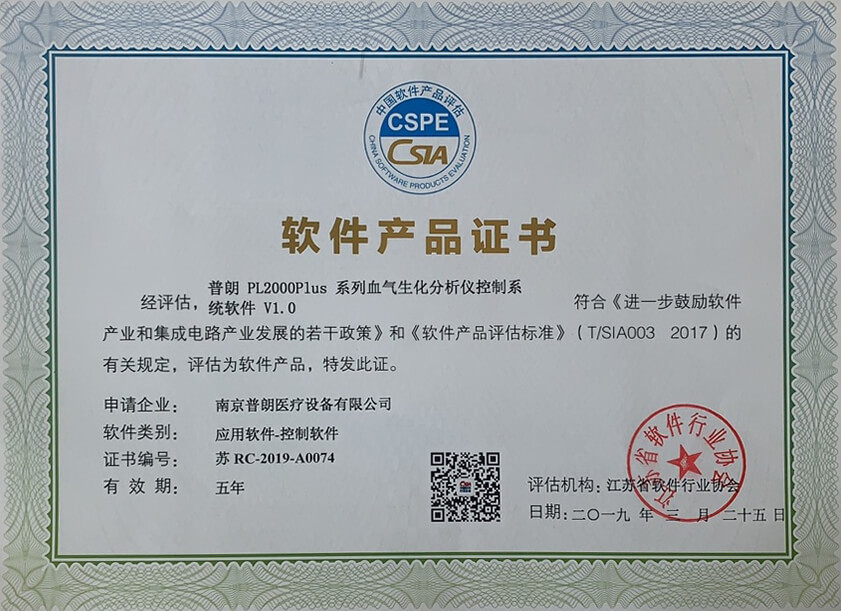 中国软件产品评估
CSPE
CSIA
CHINA SOFTWARE PRODUCTS EVALUATION
软件产品证书
普朗 PL2000Plus 系列血气生化分析仪控制系
经评估，统软件 V1.0 符合《进一步鼓励软件
产业和集成电路产业发展的若干政策》和《软件产品评估标准》（T/SIA003 2017）的
有关规定，评估为软件产品，特发此证。
申请企业： 南京普朗医疗设备有限公司
软件类别： 应用软件-控制软件
证书编号： 苏 RC-2019-A0074
有 效 期： 五年
江苏省软件行业协会
评估机构：江苏省软件行业协会
日期：二〇一九 年 三 月 二十五 日